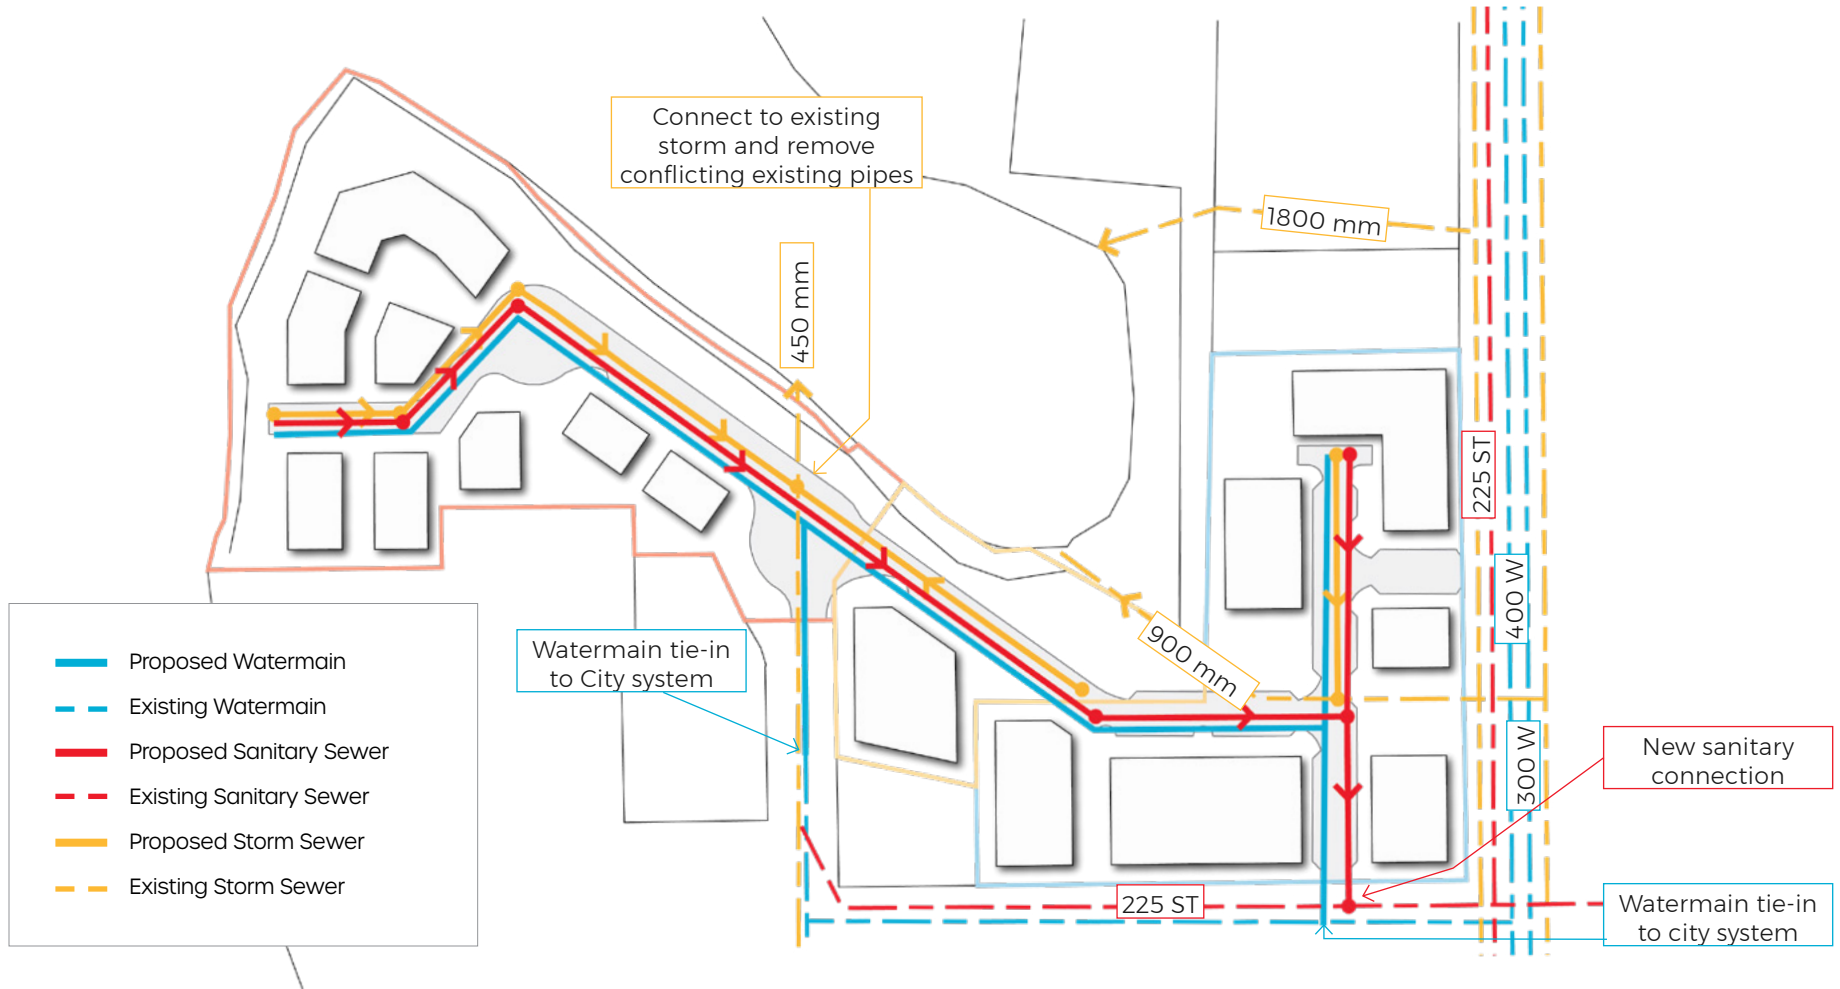 Connect to existing
storm and remove
conflicting existing pipes
1800 mm
450 mm
225 ST
400 W
900 mm
Watermain tie-in
to City system
Proposed Watermain
Existing Watermain
Proposed Sanitary Sewer
Existing Sanitary Sewer
Proposed Storm Sewer
Existing Storm Sewer
300 W
New sanitary
connection
225 ST
Watermain tie-in
to city system